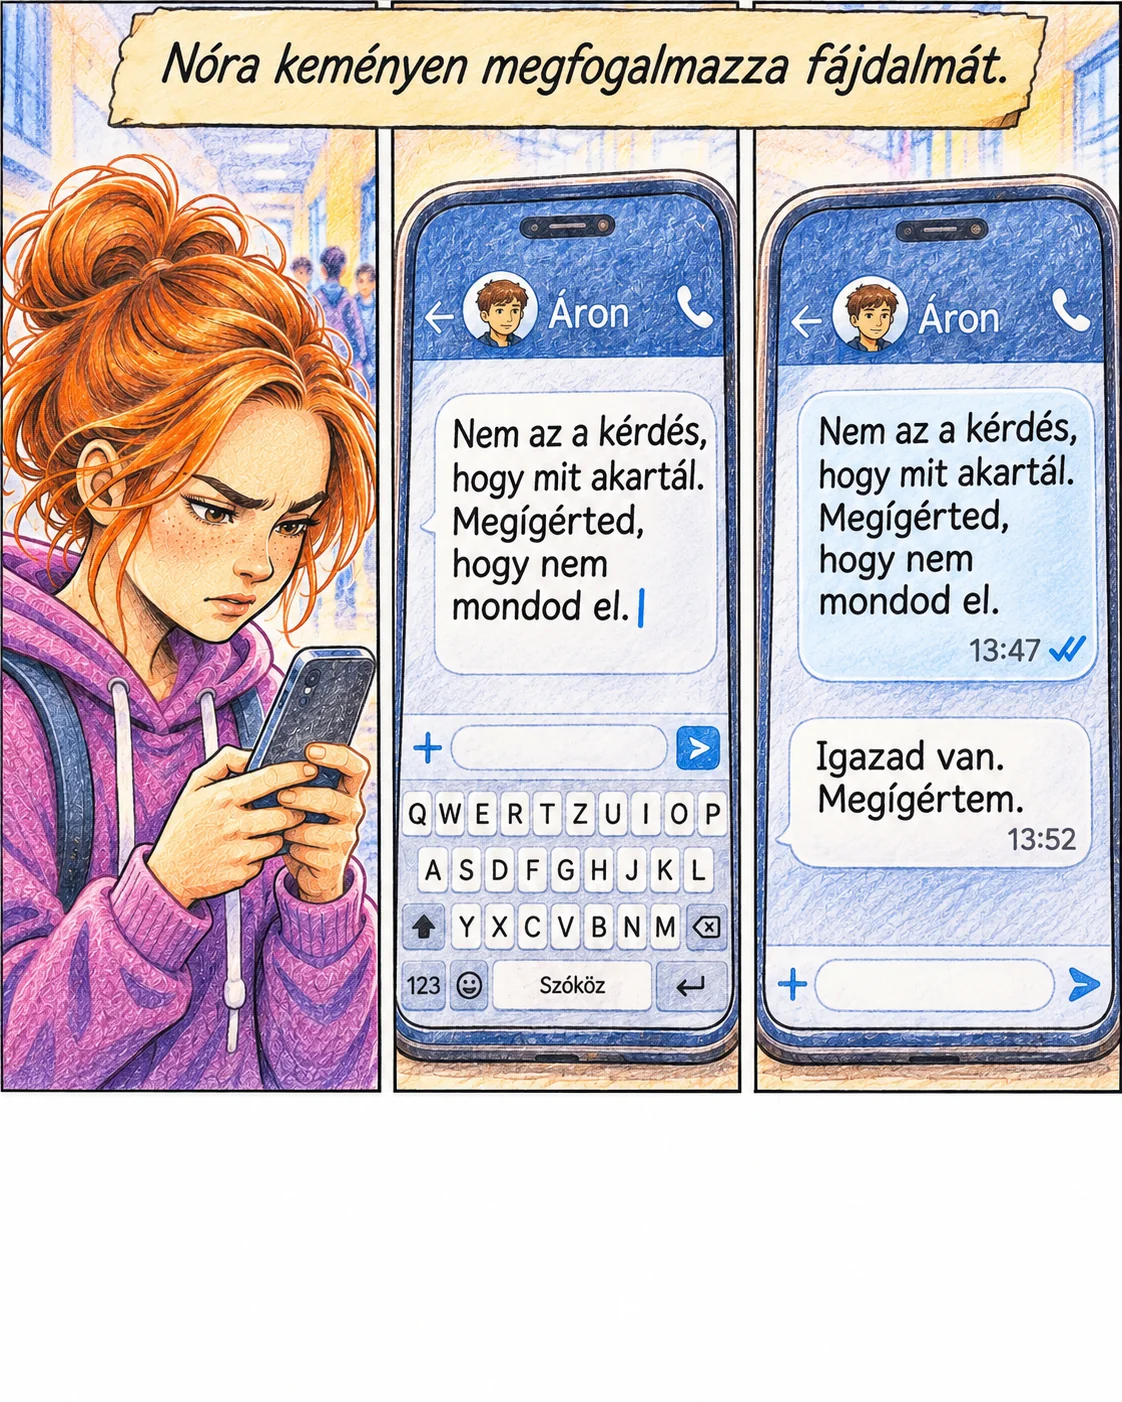 Nóra keményen megfogalmazza fájdalmát.
Áron
Nem az a kérdés,
hogy mit akartál.
Megígérted,
hogy nem
mondod el.
Q W E R T Z U I O P
A S D F G H J K L
Y X C V B N M
123 Szóköz
Áron
Nem az a kérdés,
hogy mit akartál.
Megígérted,
hogy nem
mondod el.
13:47
Igazad van.
Megígértem.
13:52